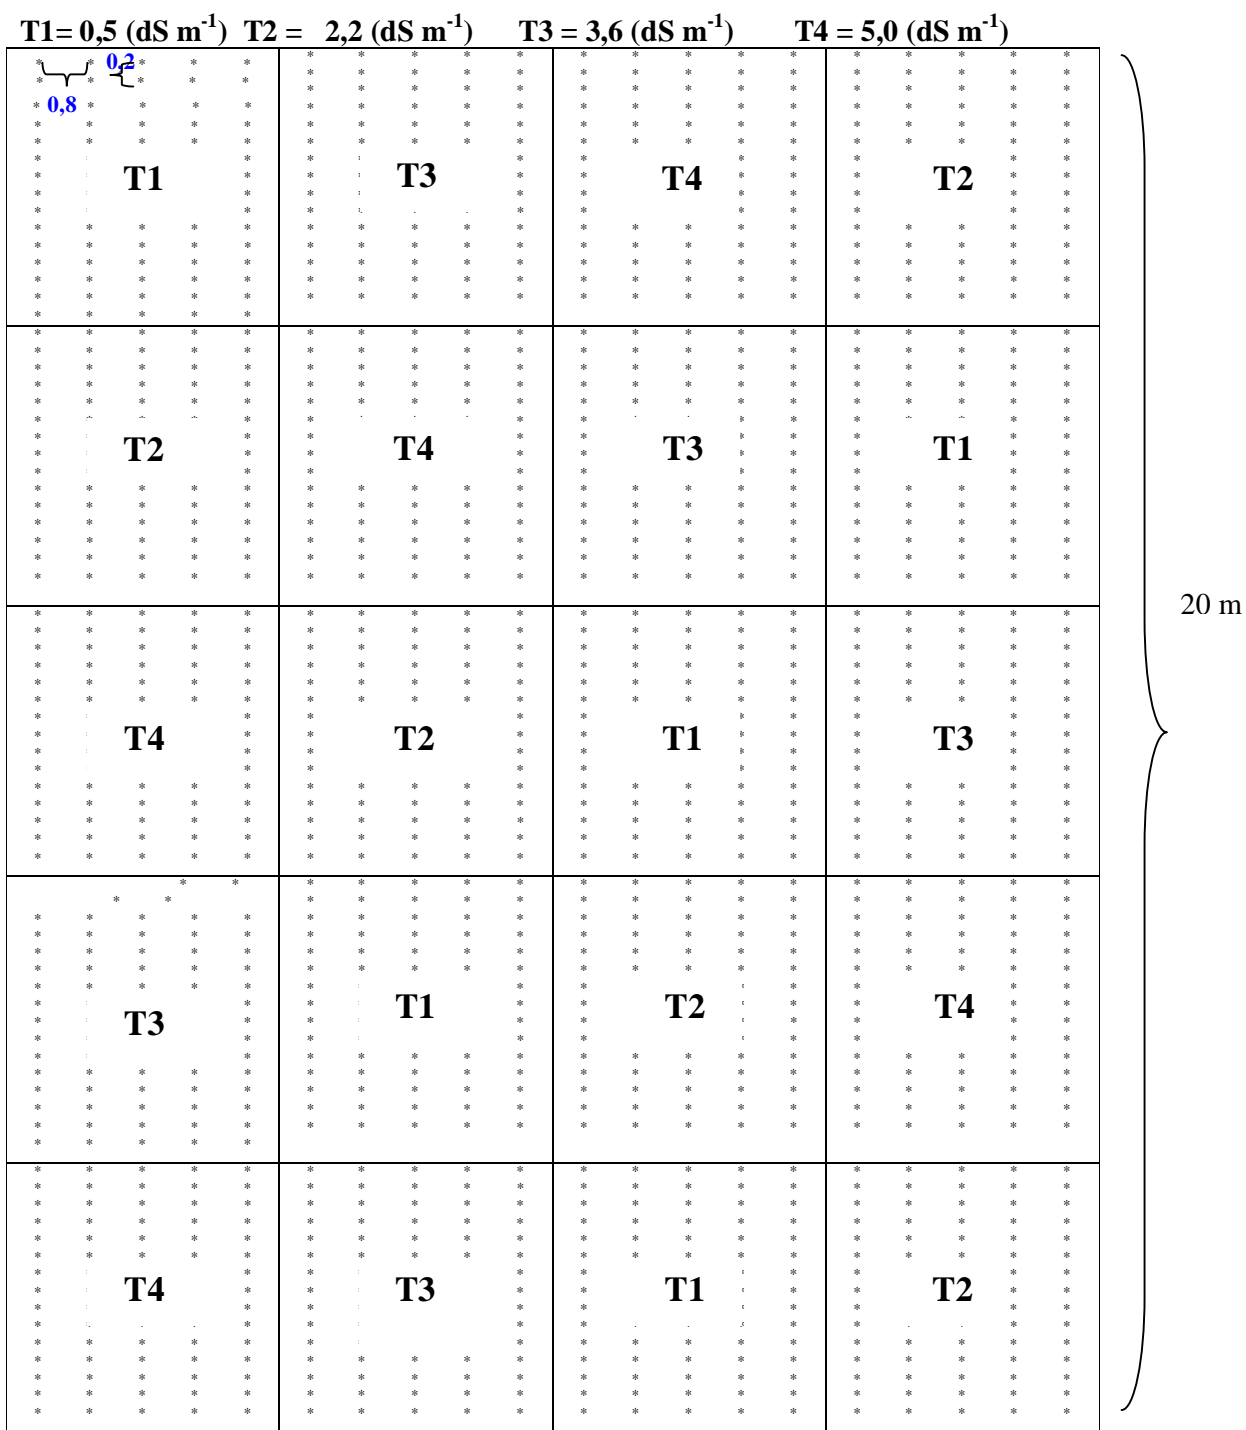 T1= 0,5 (dS m-1) T2 = 2,2 (dS m-1) T3 = 3,6 (dS m-1) T4 = 5,0 (dS m-1)
0,2
0,8
T1 T3 T4 T2
T2 T4 T3 T1
20 m
T4 T2 T1 T3
T3 T1 T2 T4
T4 T3 T1 T2